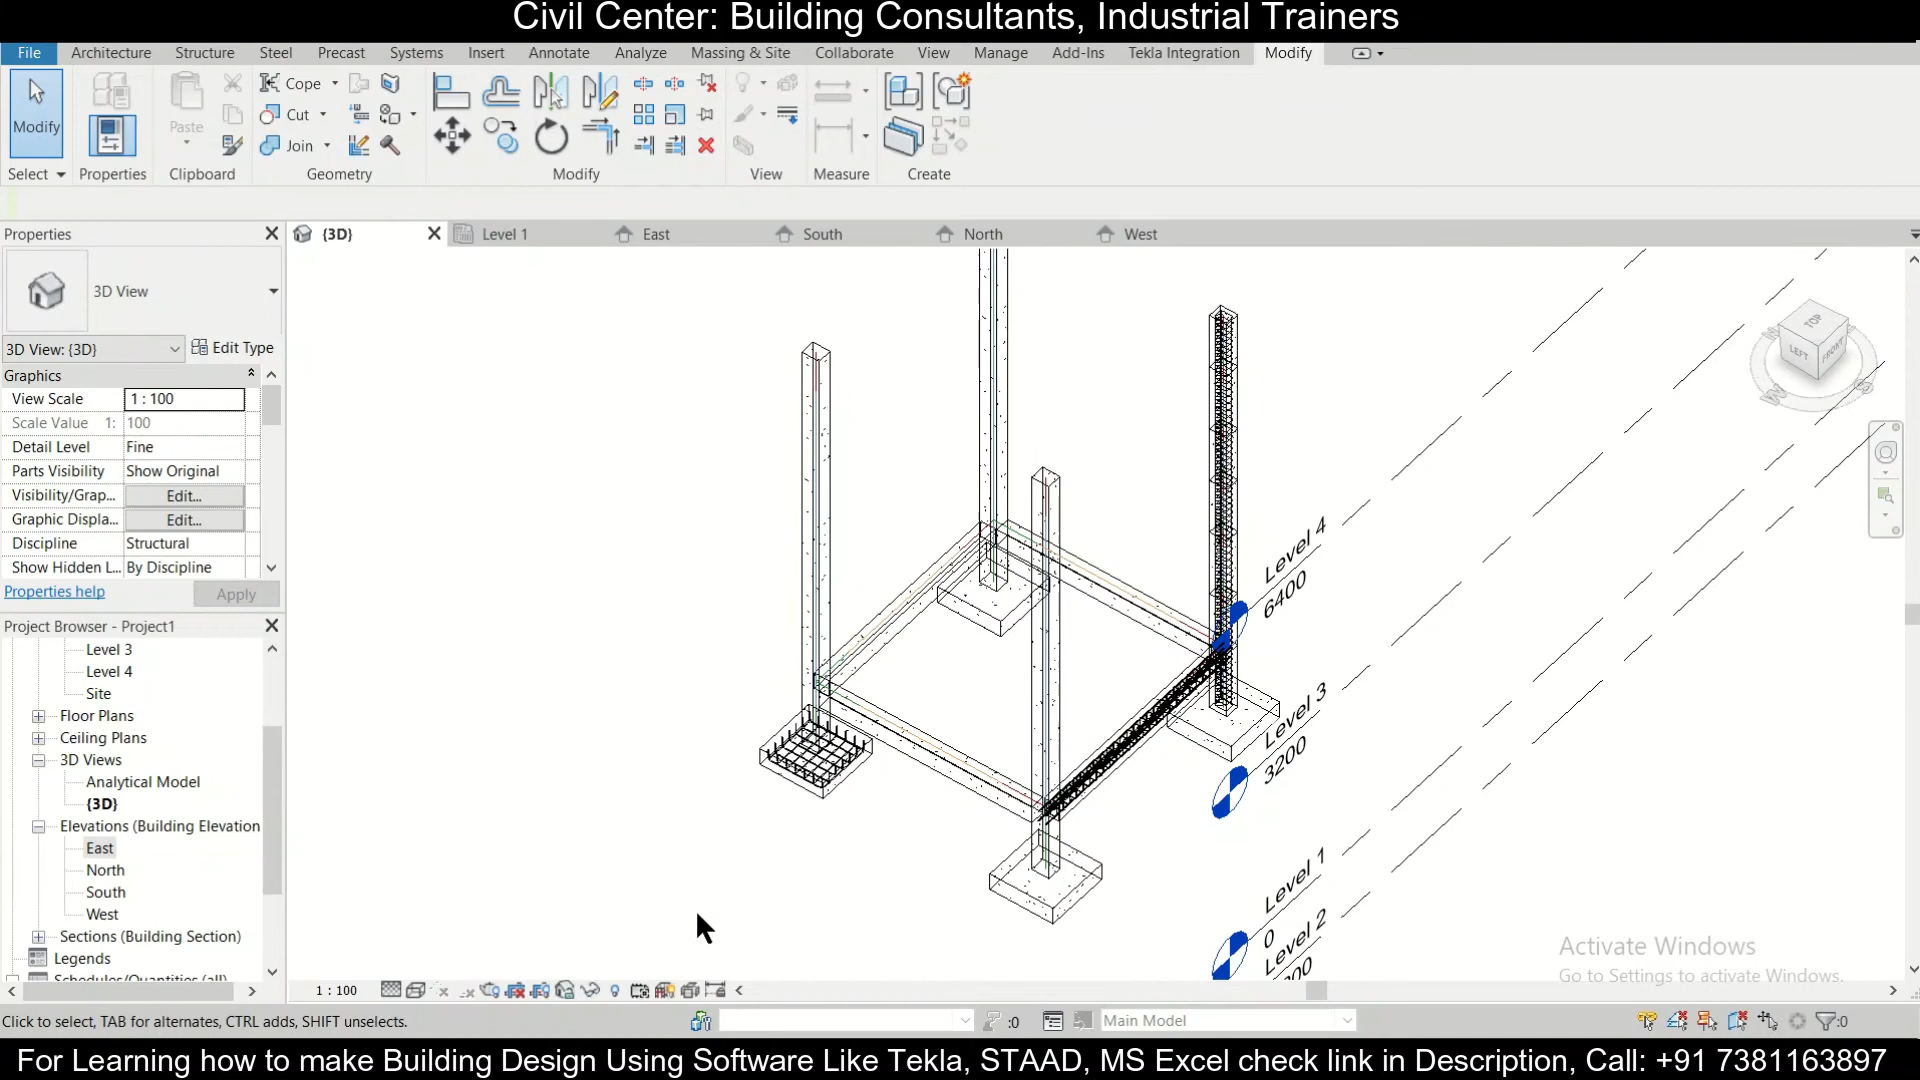 Civil Center: Building Consultants, Industrial Trainers
File Architecture Structure Steel Precast Systems Insert Annotate Analyze Massing & Site Collaborate View Manage Add-Ins Tekla Integration Modify
Modify
Paste
Cope
Cut
Join
Select Properties Clipboard Geometry Modify View Measure Create
Properties
{3D} Level 1 East South North West
3D View
3D View: {3D} Edit Type
Graphics
View Scale 1 : 100
Scale Value 1: 100
Detail Level Fine
Parts Visibility Show Original
Visibility/Grap... Edit...
Graphic Displa... Edit...
Discipline Structural
Show Hidden L... By Discipline
Properties help Apply
Project Browser - Project1
Level 3
Level 4
Site
Floor Plans
Ceiling Plans
3D Views
Analytical Model
{3D}
Elevations (Building Elevation
East
North
South
West
Sections (Building Section)
Legends
Schedules/Quantities (all)
TOP
LEFT FRONT
W S
Level 4
6400
Level 3
3200
Level 1
0
Level 2
Activate Windows
Go to Settings to activate Windows.
1 : 100
Click to select, TAB for alternates, CTRL adds, SHIFT unselects.
:0
Main Model
:0
For Learning how to make Building Design Using Software Like Tekla, STAAD, MS Excel check link in Description, Call: +91 7381163897